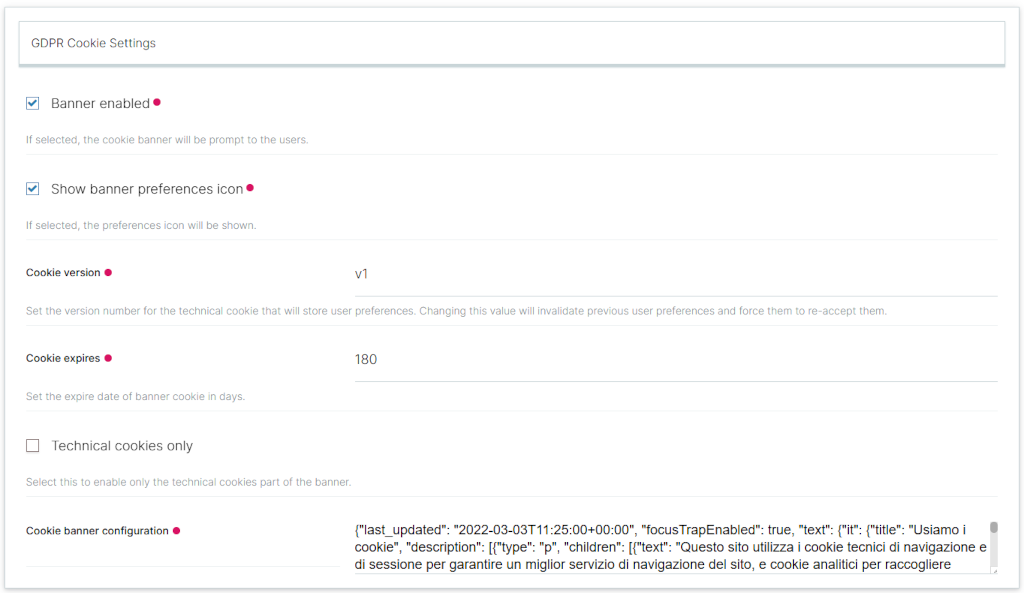 GDPR Cookie Settings
Banner enabled
If selected, the cookie banner will be prompt to the users.
Show banner preferences icon
If selected, the preferences icon will be shown.
Cookie version
v1
Set the version number for the technical cookie that will store user preferences. Changing this value will invalidate previous user preferences and force them to re-accept them.
Cookie expires
180
Set the expire date of banner cookie in days.
Technical cookies only
Select this to enable only the technical cookies part of the banner.
Cookie banner configuration
{"last_updated": "2022-03-03T11:25:00+00:00", "focusTrapEnabled": true, "text": {"it": {"title": "Usiamo i
cookie", "description": [{"type": "p", "children": [{"text": "Questo sito utilizza i cookie tecnici di navigazione e
di sessione per garantire un miglior servizio di navigazione del sito, e cookie analitici per raccogliere